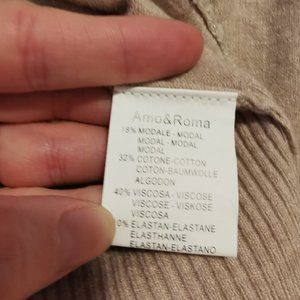 Amo&Roma
18% MODALE - MODAL
MODAL - MODAL
MODAL
32% COTONE-COTTON
COTON-BAUMWOLLE
ALGODON
40% VISCOSA - VISCOSE
VISCOSE - VISKOSE
VISCOSA
0% ELASTAN-ELASTANE
ELASTHANNE
ELASTAN-ELASTANO